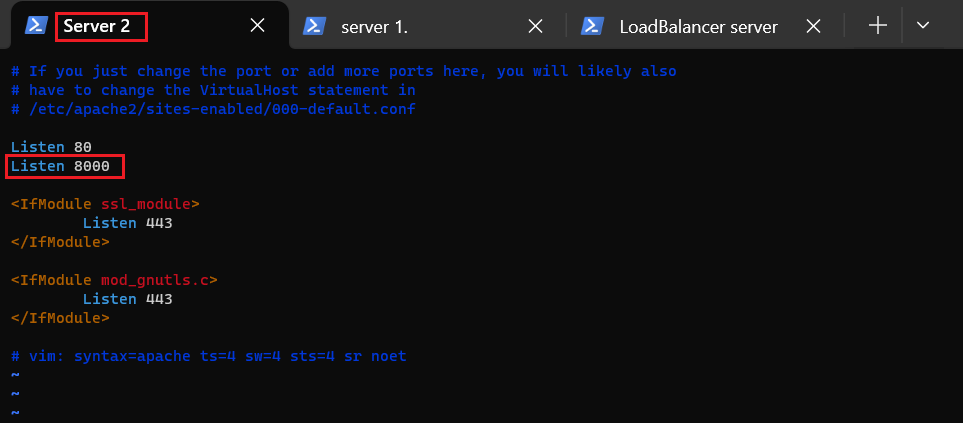 Server 2 server 1. LoadBalancer server
# If you just change the port or add more ports here, you will likely also
# have to change the VirtualHost statement in
# /etc/apache2/sites-enabled/000-default.conf
Listen 80
Listen 8000
<IfModule ssl_module>
Listen 443
</IfModule>
<IfModule mod_gnutls.c>
Listen 443
</IfModule>
# vim: syntax=apache ts=4 sw=4 sts=4 sr noet
~
~
~